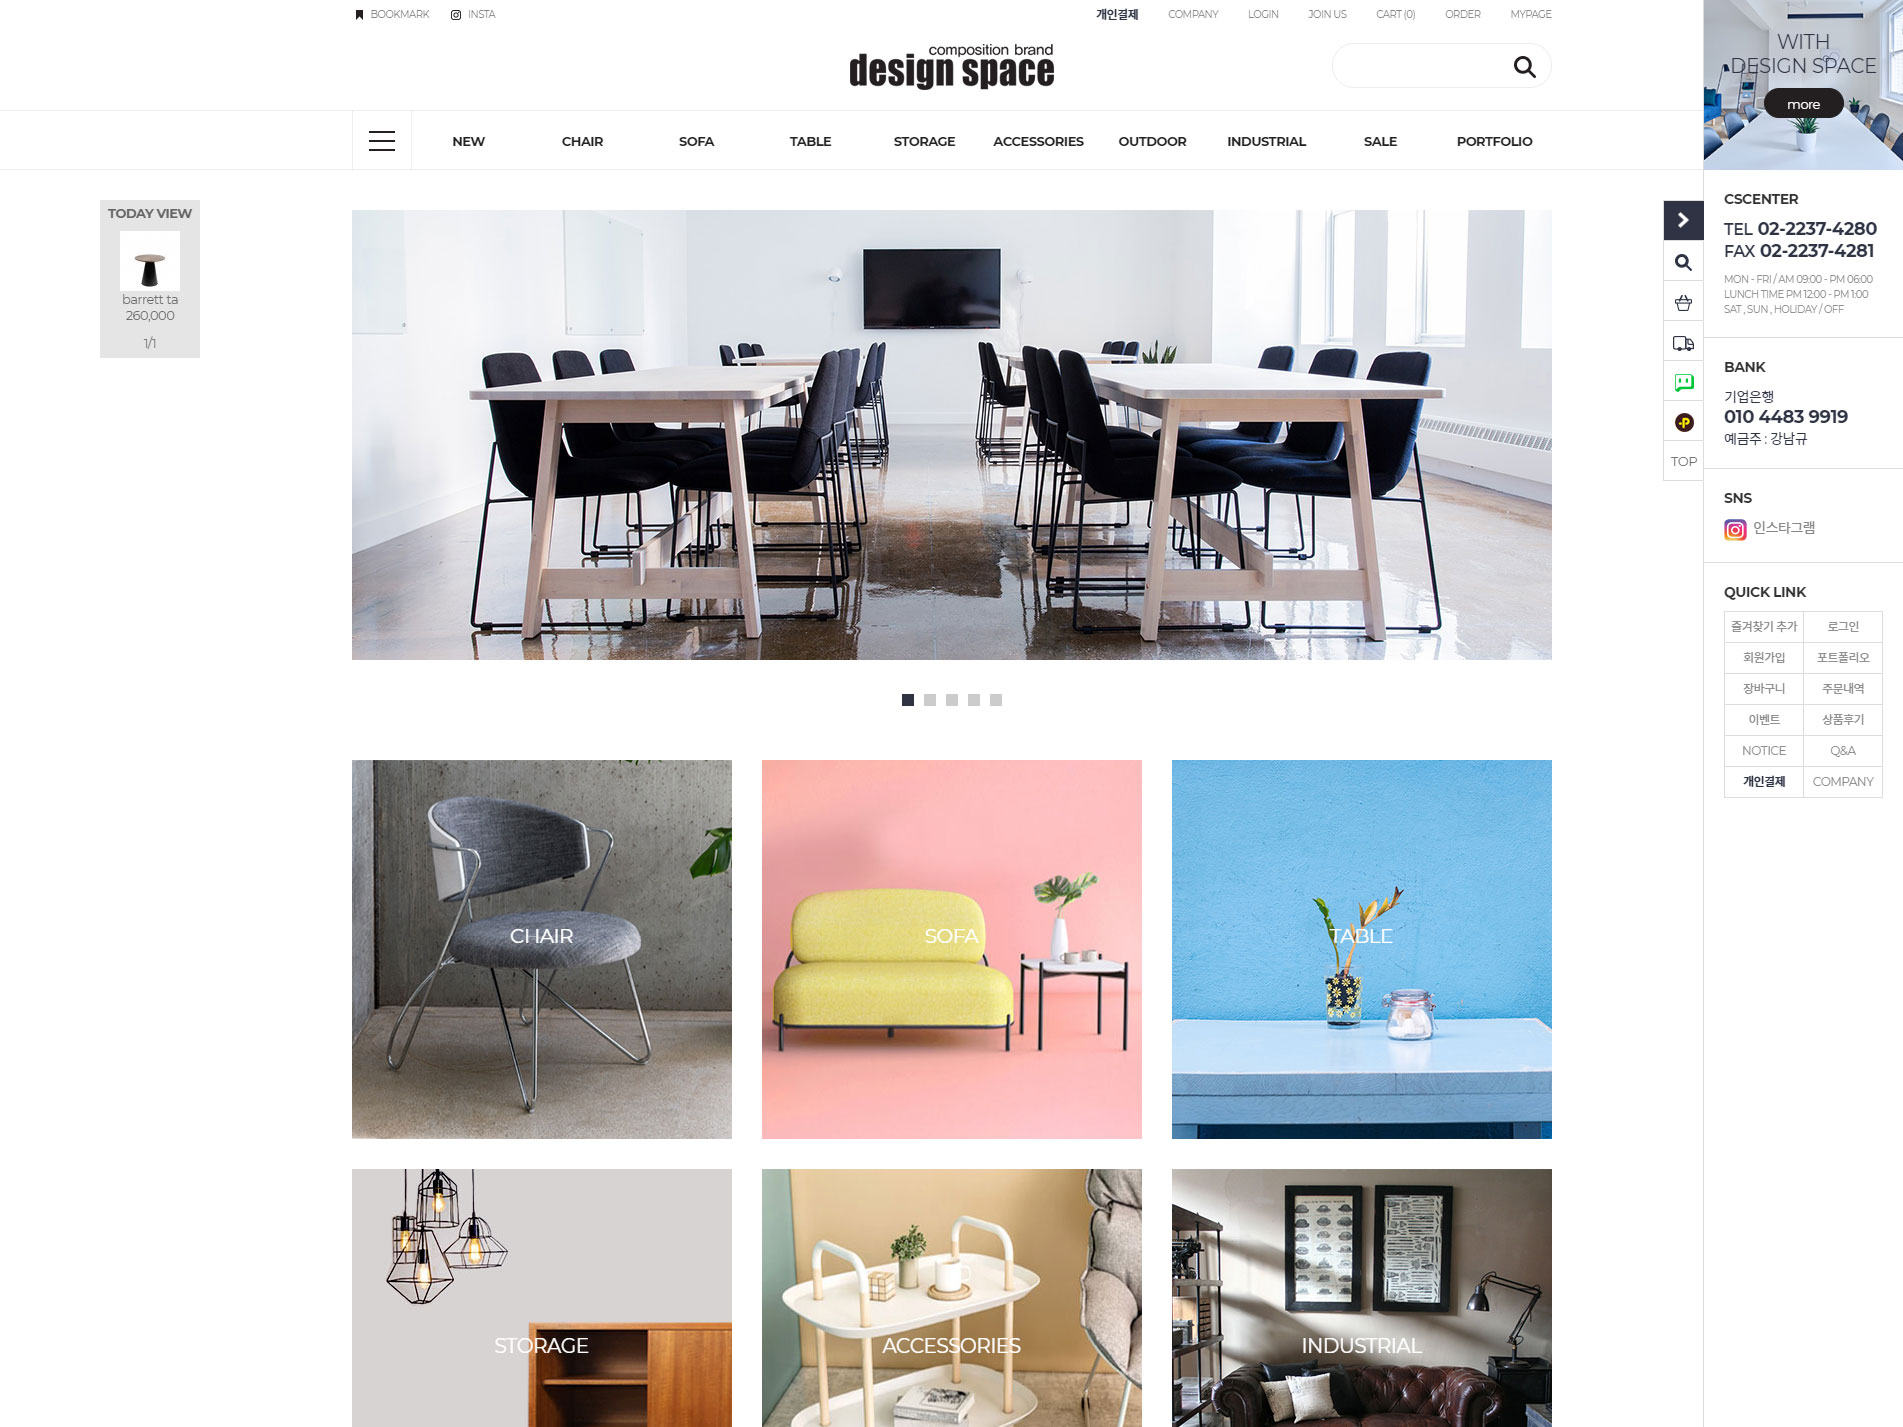 BOOKMARK INSTA 개인결제 COMPANY LOGIN JOIN US CART (0) ORDER MYPAGE
composition brand
design space
NEW CHAIR SOFA TABLE STORAGE ACCESSORIES OUTDOOR INDUSTRIAL SALE PORTFOLIO
TODAY VIEW
barrett ta
260,000
1/1
CHAIR SOFA TABLE
STORAGE ACCESSORIES INDUSTRIAL
TOP
WITH
DESIGN SPACE
more
CSCENTER
TEL 02-2237-4280
FAX 02-2237-4281
MON - FRI / AM 09:00 - PM 06:00
LUNCH TIME PM 12:00 - PM 1:00
SAT , SUN , HOLIDAY / OFF
BANK
기업은행
010 4483 9919
예금주 : 강남규
SNS
인스타그램
QUICK LINK
즐겨찾기 추가 로그인
회원가입 포트폴리오
장바구니 주문내역
이벤트 상품후기
NOTICE Q&A
개인결제 COMPANY